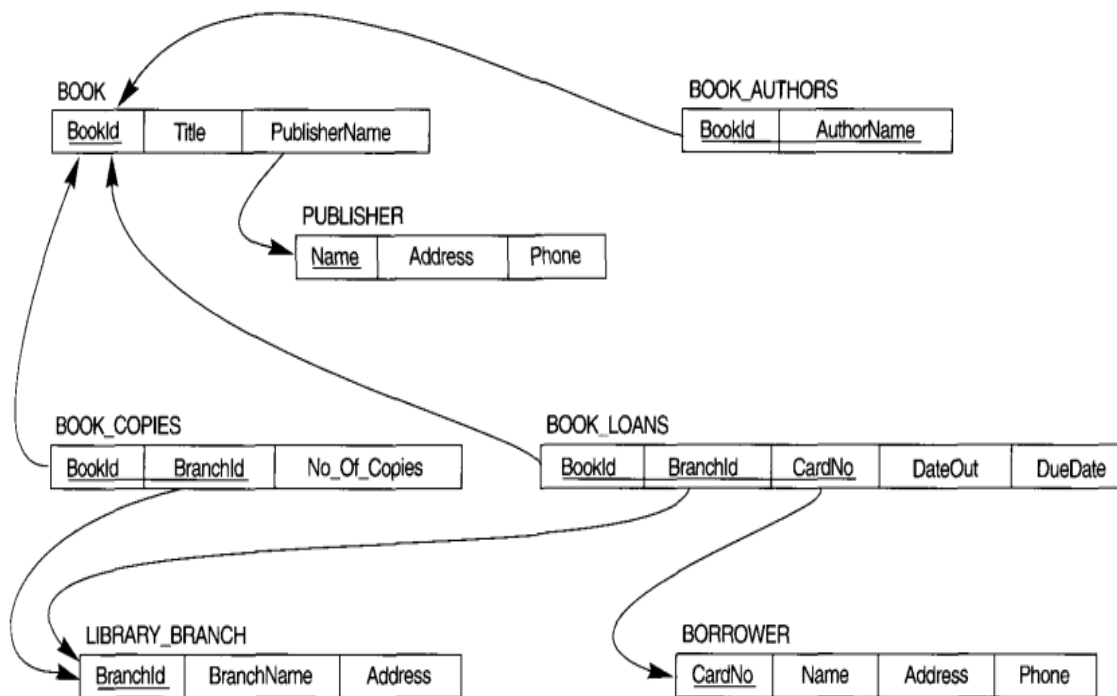 BOOK
BookId Title PublisherName
BOOK_AUTHORS
BookId AuthorName
PUBLISHER
Name Address Phone
BOOK_COPIES
BookId BranchId No_Of_Copies
BOOK_LOANS
BookId BranchId CardNo DateOut DueDate
LIBRARY_BRANCH
BranchId BranchName Address
BORROWER
CardNo Name Address Phone